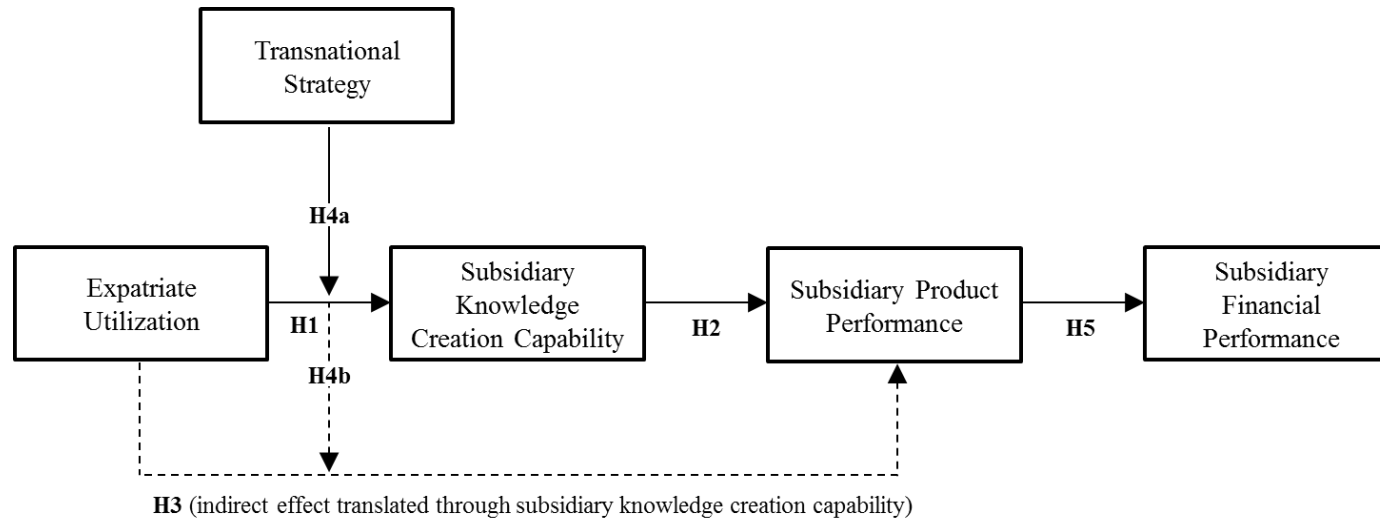 Transnational
Strategy
H4a
Expatriate
Utilization
H1
Subsidiary
Knowledge
Creation Capability
H2
Subsidiary Product
Performance
H5
Subsidiary
Financial
Performance
H4b
H3 (indirect effect translated through subsidiary knowledge creation capability)